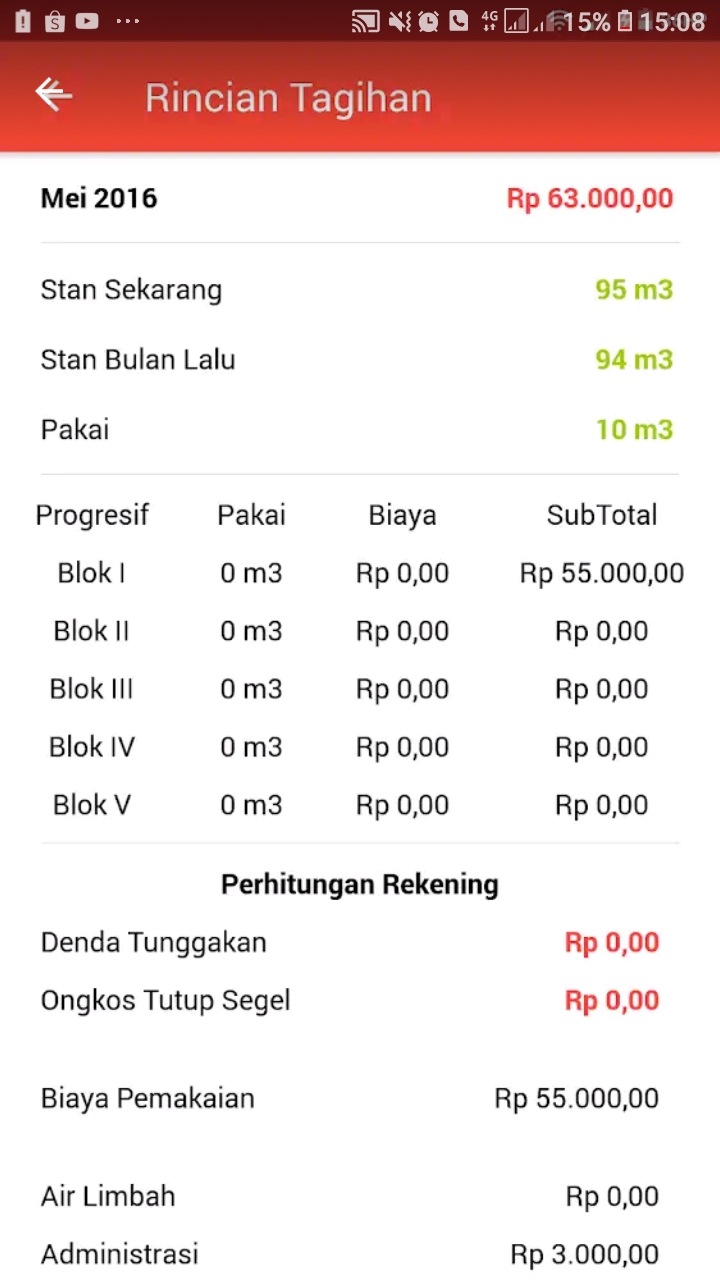 4G 15% 15:08
Rincian Tagihan
Mei 2016 Rp 63.000,00
Stan Sekarang 95 m3
Stan Bulan Lalu 94 m3
Pakai 10 m3
Progresif Pakai Biaya SubTotal
Blok I 0 m3 Rp 0,00 Rp 55.000,00
Blok II 0 m3 Rp 0,00 Rp 0,00
Blok III 0 m3 Rp 0,00 Rp 0,00
Blok IV 0 m3 Rp 0,00 Rp 0,00
Blok V 0 m3 Rp 0,00 Rp 0,00
Perhitungan Rekening
Denda Tunggakan Rp 0,00
Ongkos Tutup Segel Rp 0,00
Biaya Pemakaian Rp 55.000,00
Air Limbah Rp 0,00
Administrasi Rp 3.000,00